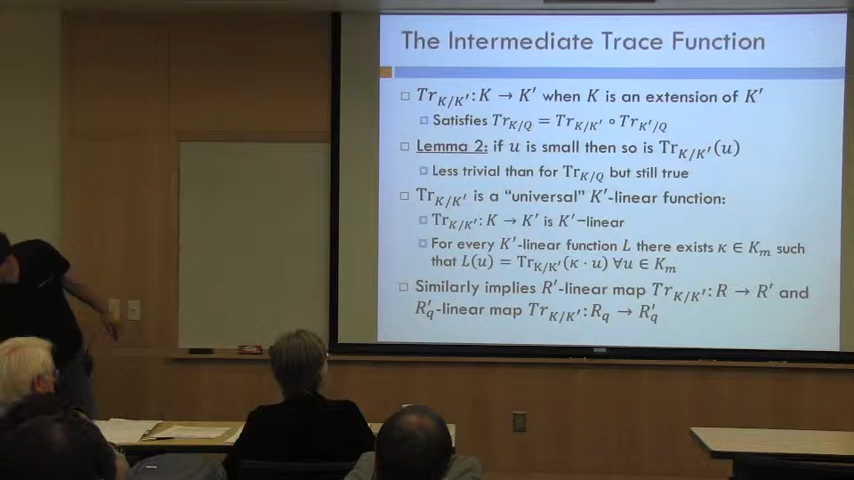 The Intermediate Trace Function
Tr_{K/K'}: K → K' when K is an extension of K'
Satisfies Tr_{K/Q} = Tr_{K/K'} ∘ Tr_{K'/Q}
Lemma 2: if u is small then so is Tr_{K/K'}(u)
Less trivial than for Tr_{K/Q} but still true
Tr_{K/K'} is a "universal" K'-linear function:
Tr_{K/K'}: K → K' is K'−linear
For every K'-linear function L there exists κ ∈ K_m such
that L(u) = Tr_{K/K'}(κ · u) ∀u ∈ K_m
Similarly implies R'-linear map Tr_{K/K'}: R → R' and
R'_q-linear map Tr_{K/K'}: R_q → R'_q